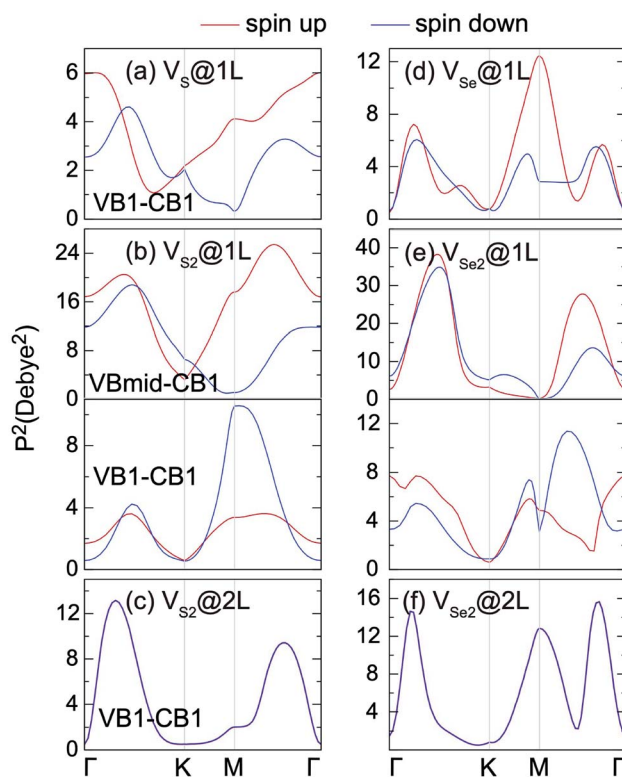 spin up spin down
(a) V_S@1L
VB1-CB1
6
4
2
0
(d) V_Se@1L
12
8
4
0
(b) V_S2@1L
VBmid-CB1
24
16
8
0
(e) V_Se2@1L
40
30
20
10
0
P²(Debye²)
VB1-CB1
8
4
0
12
8
4
0
(c) V_S2@2L
VB1-CB1
12
8
4
0
(f) V_Se2@2L
16
12
8
4
0
Γ K M Γ
Γ K M Γ